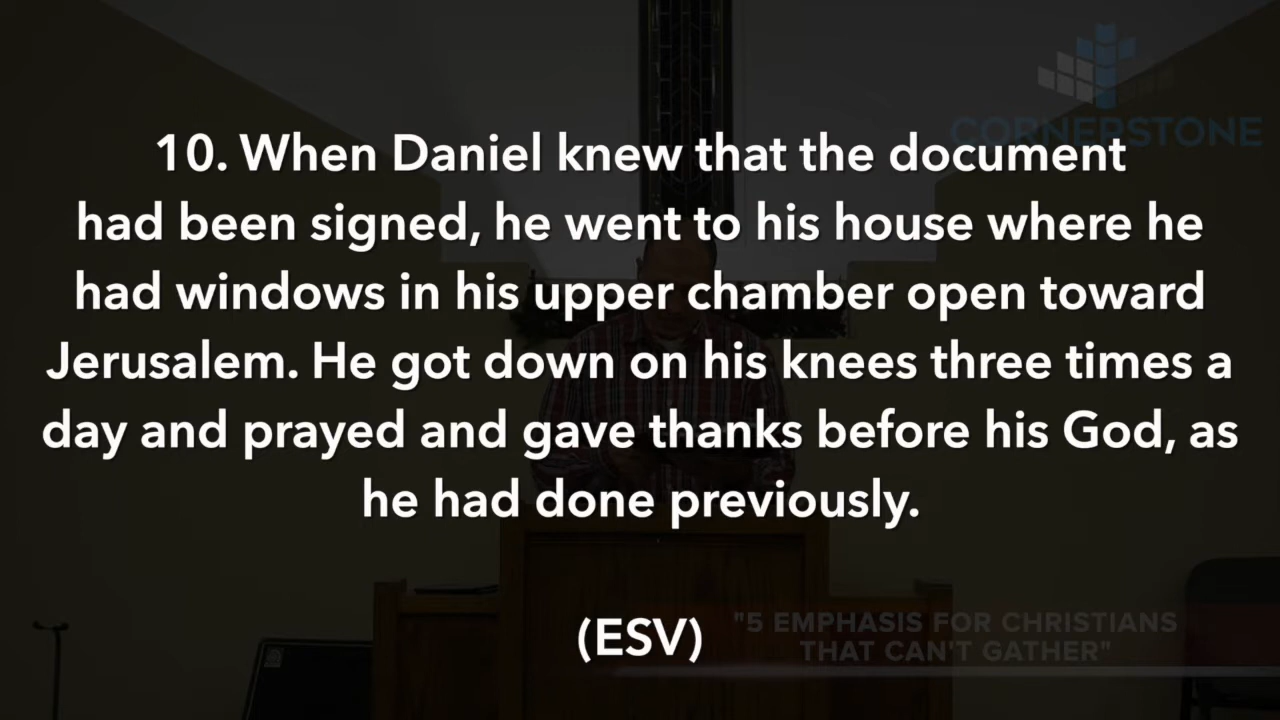 CORNERSTONE
10. When Daniel knew that the document
had been signed, he went to his house where he
had windows in his upper chamber open toward
Jerusalem. He got down on his knees three times a
day and prayed and gave thanks before his God, as
he had done previously.
(ESV)
"5 EMPHASIS FOR CHRISTIANS
THAT CAN'T GATHER"